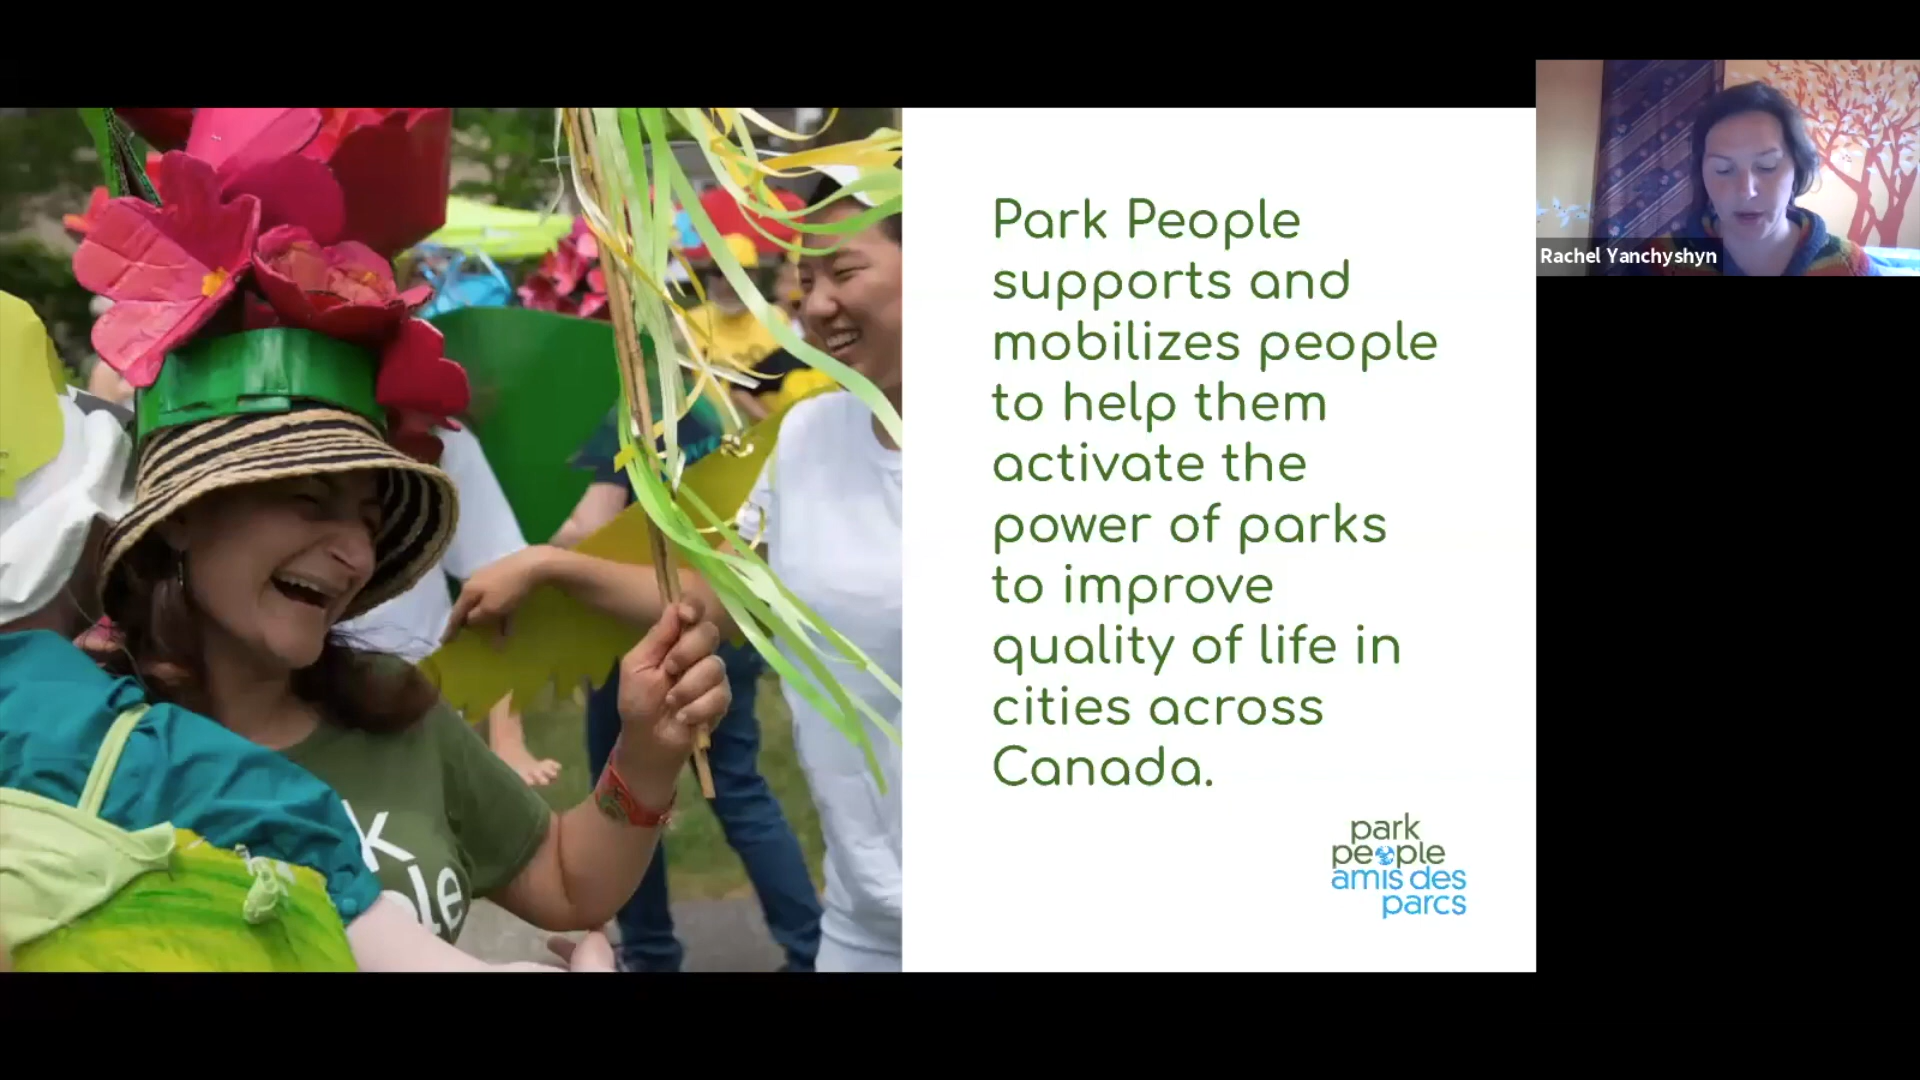 Park People
supports and
mobilizes people
to help them
activate the
power of parks
to improve
quality of life in
cities across
Canada.
park
people
amis des
parcs
Rachel Yanchyshyn
k
ple